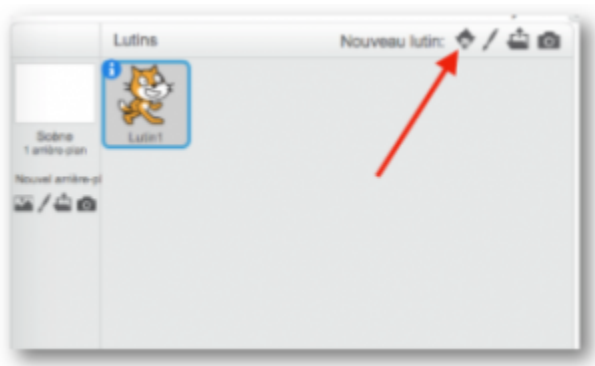 Lutins
Nouveau lutin:
Lutin1
Scène
1 arrière-plan
Nouvel arrière-pl